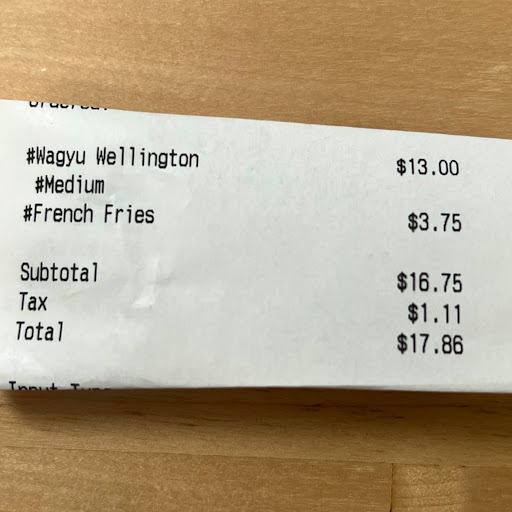 #Wagyu Wellington $13.00
#Medium
#French Fries $3.75
Subtotal $16.75
Tax $1.11
Total $17.86